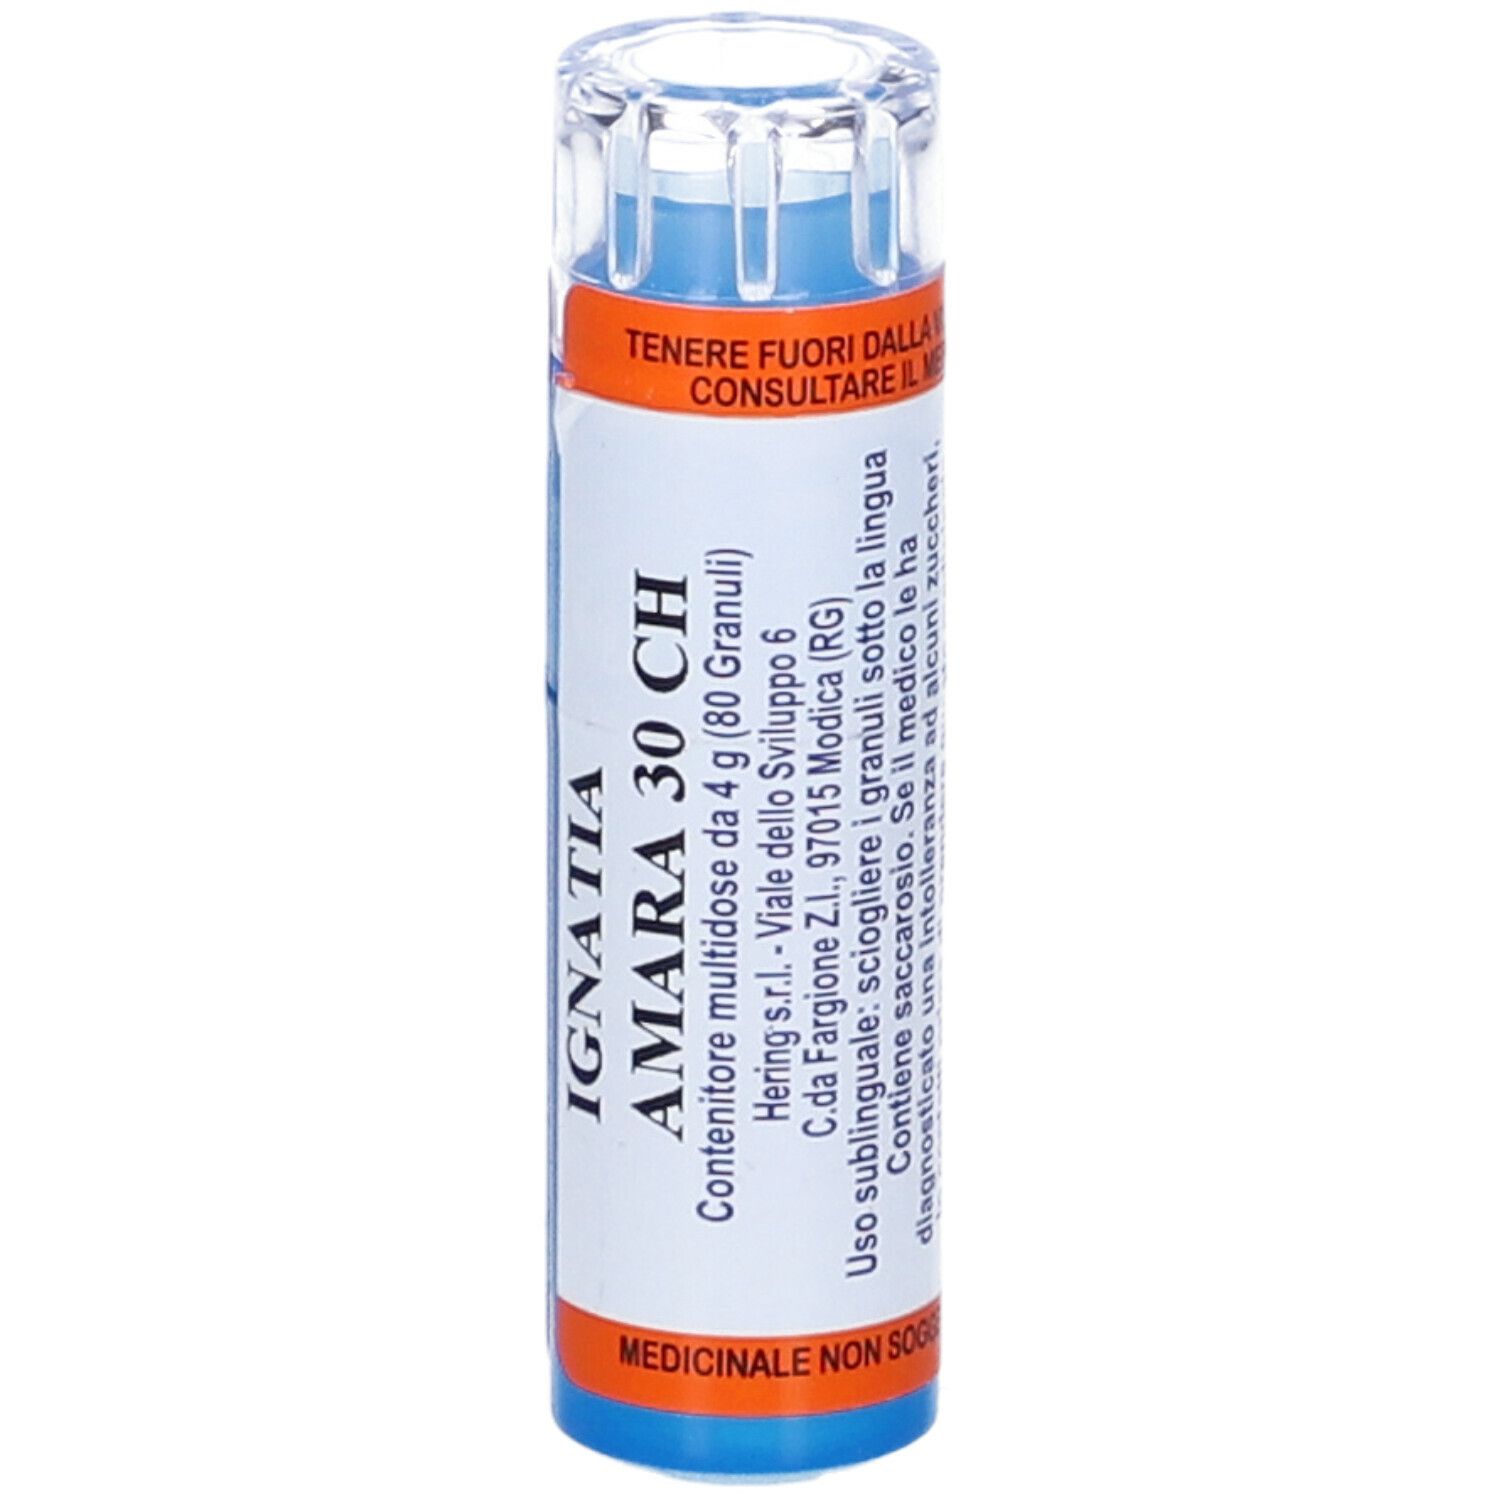 TENERE FUORI DALLA
CONSULTARE IL
IGNATIA
AMARA 30 CH
Contenitore multidose da 4 g (80 Granuli)
Hering s.r.l. - Viale dello Sviluppo 6
C.da Fargione Z.I., 97015 Modica (RG)
Uso sublinguale: sciogliere i granuli sotto la lingua
Contiene saccarosio. Se il medico le ha
diagnosticato una intolleranza ad alcuni zuccheri,
MEDICINALE NON